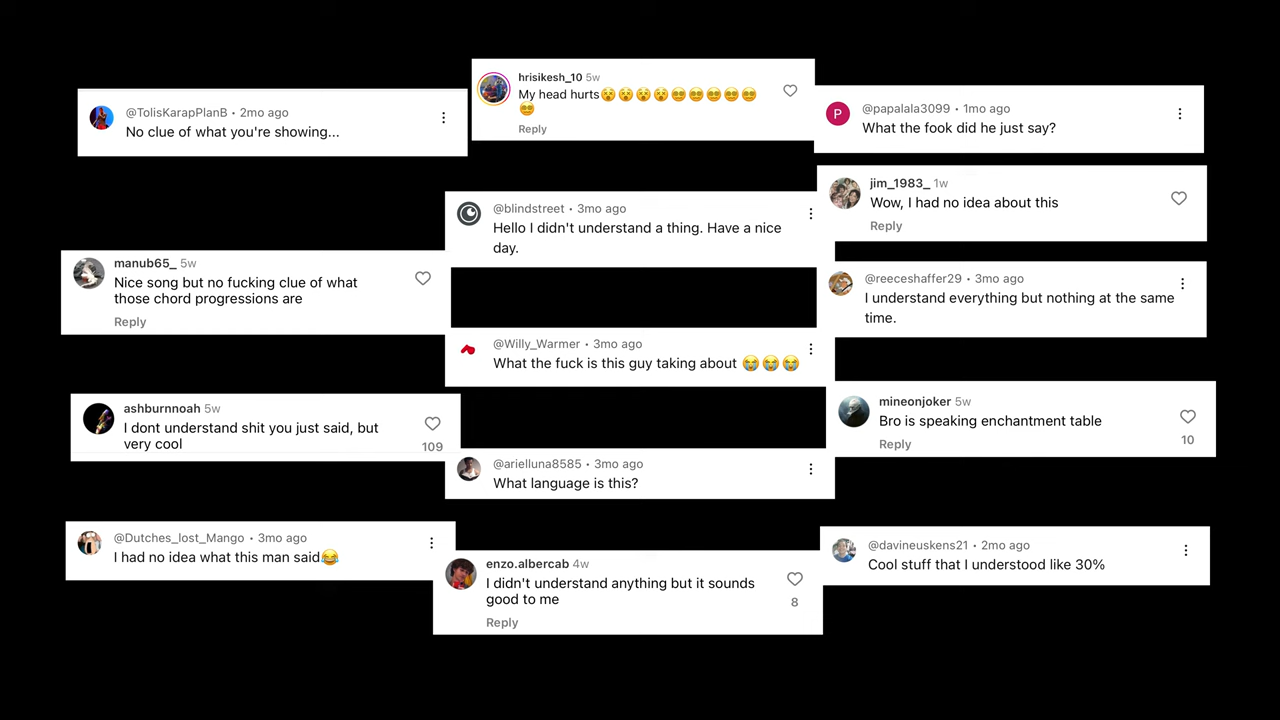 @TolisKarapPlanB • 2mo ago
No clue of what you're showing...
hrisikesh_10 5w
My head hurts😵😵😵😵😵‍💫😵‍💫😵‍💫😵‍💫😵‍💫
😵‍💫
Reply
P
@papalala3099 • 1mo ago
What the fook did he just say?
jim_1983_ 1w
Wow, I had no idea about this
Reply
@blindstreet • 3mo ago
Hello I didn't understand a thing. Have a nice
day.
manub65_ 5w
Nice song but no fucking clue of what
those chord progressions are
Reply
@reeceshaffer29 • 3mo ago
I understand everything but nothing at the same
time.
@Willy_Warmer • 3mo ago
What the fuck is this guy taking about 😭😭😭
ashburnnoah 5w
I dont understand shit you just said, but
very cool
109
mineonjoker 5w
Bro is speaking enchantment table
Reply
10
@arielluna8585 • 3mo ago
What language is this?
@Dutches_lost_Mango • 3mo ago
I had no idea what this man said😂
enzo.albercab 4w
I didn't understand anything but it sounds
good to me
8
Reply
@davineuskens21 • 2mo ago
Cool stuff that I understood like 30%